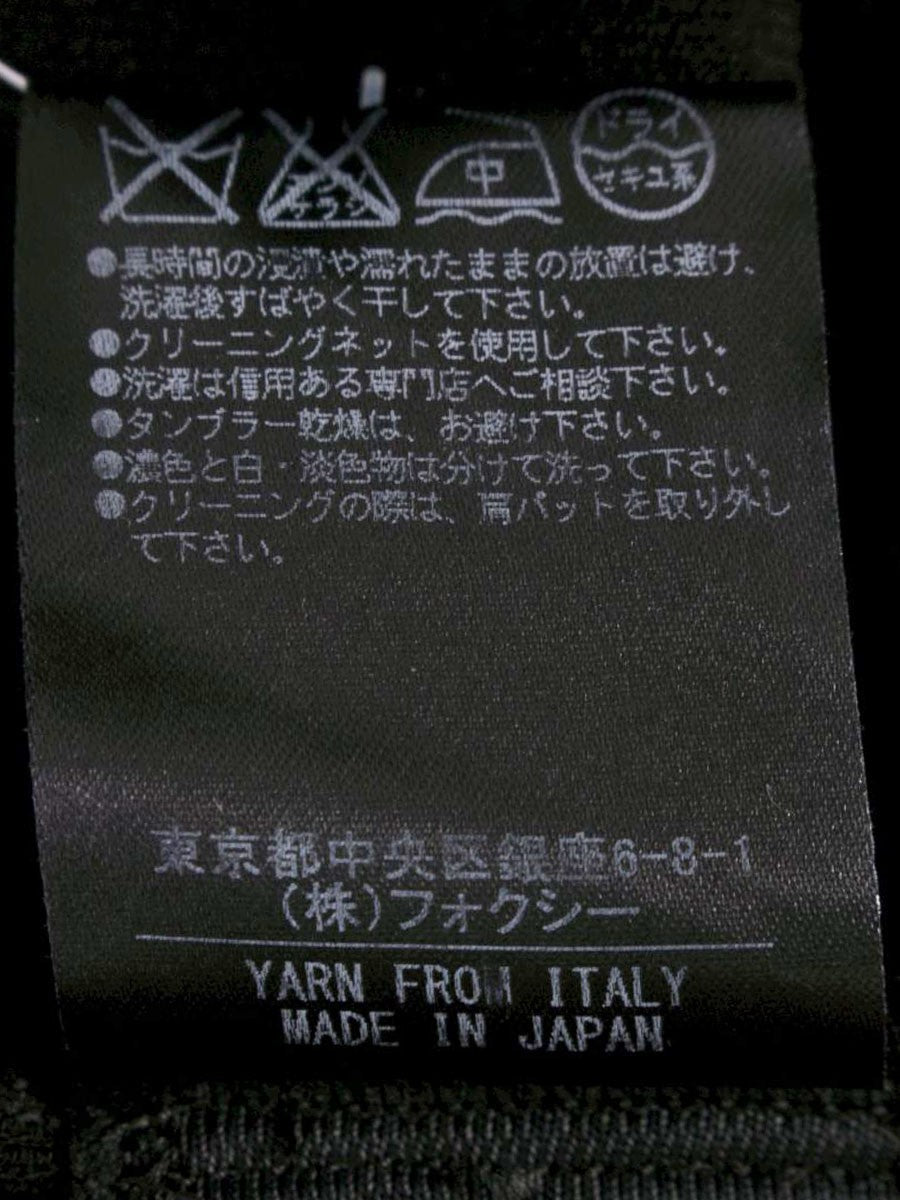 エンソ
サラシ
中
ドライ
セキユ系
●長時間の浸漬や濡れたままの放置は避け、
洗濯後すばやく干して下さい。
●クリーニングネットを使用して下さい。
●洗濯は信用ある専門店へご相談下さい。
●タンブラー乾燥は、お避け下さい。
●濃色と白・淡色物は分けて洗って下さい。
●クリーニングの際は、肩パットを取り外し
て下さい。
東京都中央区銀座6-8-1
(株)フォクシー
YARN FROM ITALY
MADE IN JAPAN